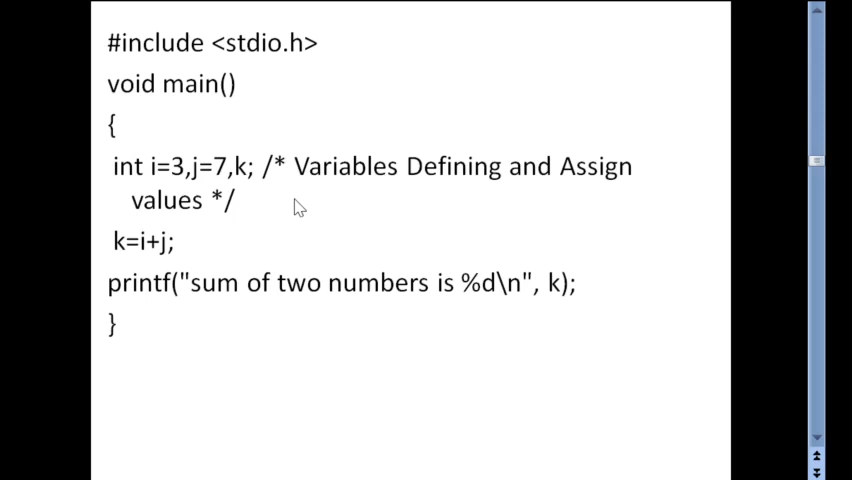 #include <stdio.h>
void main()
{
int i=3,j=7,k; /* Variables Defining and Assign
values */
k=i+j;
printf("sum of two numbers is %d\n", k);
}